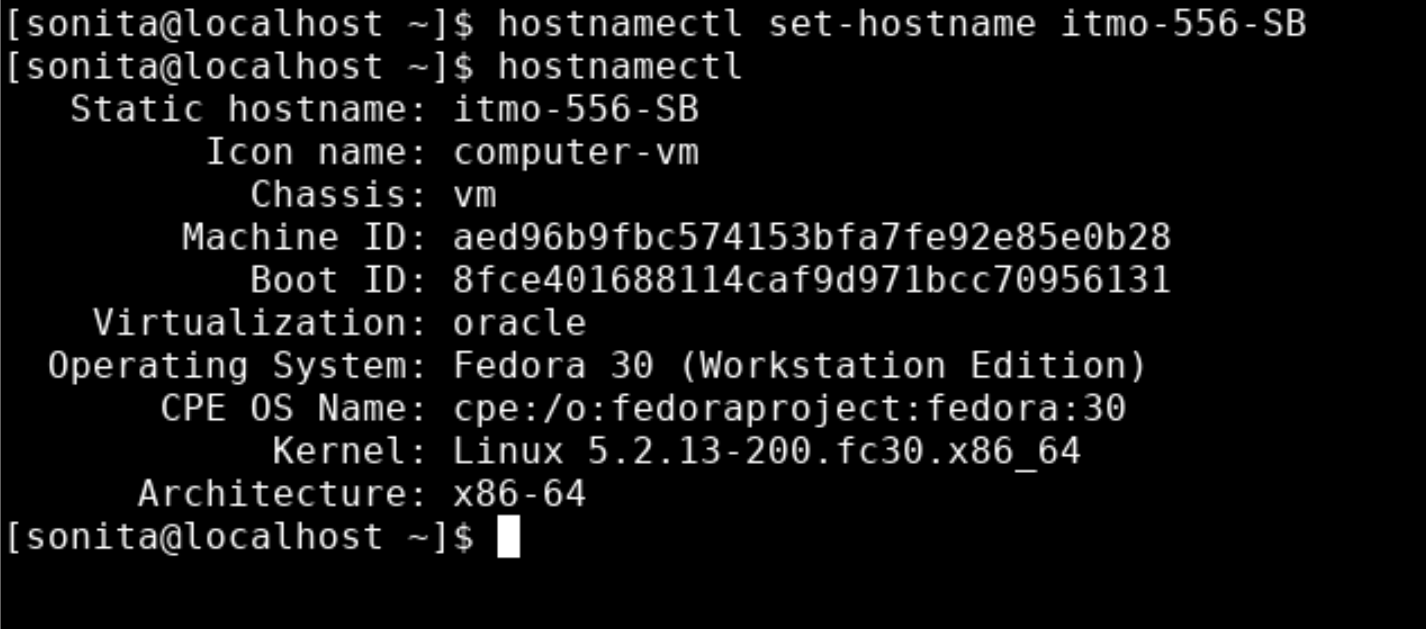 [sonita@localhost ~]$ hostnamectl set-hostname itmo-556-SB
[sonita@localhost ~]$ hostnamectl
Static hostname: itmo-556-SB
Icon name: computer-vm
Chassis: vm
Machine ID: aed96b9fbc574153bfa7fe92e85e0b28
Boot ID: 8fce401688114caf9d971bcc70956131
Virtualization: oracle
Operating System: Fedora 30 (Workstation Edition)
CPE OS Name: cpe:/o:fedoraproject:fedora:30
Kernel: Linux 5.2.13-200.fc30.x86_64
Architecture: x86-64
[sonita@localhost ~]$